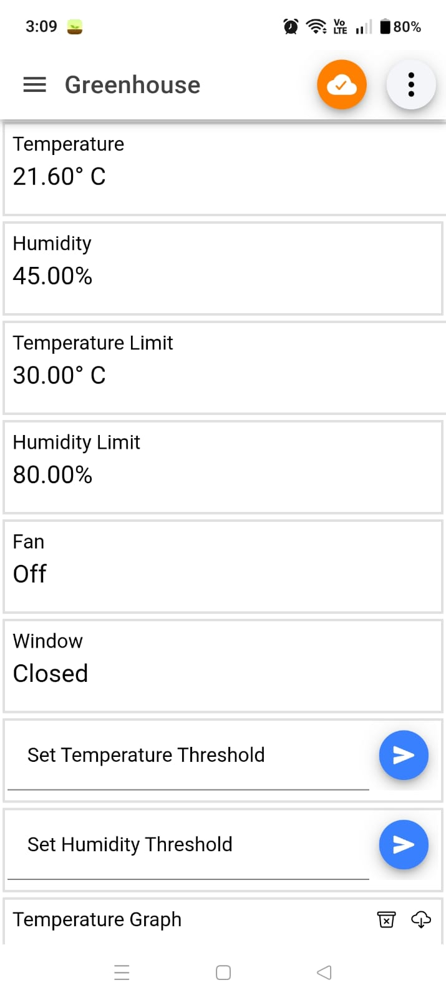 3:09
Vo
LTE
80%
Greenhouse
Temperature
21.60° C
Humidity
45.00%
Temperature Limit
30.00° C
Humidity Limit
80.00%
Fan
Off
Window
Closed
Set Temperature Threshold
Set Humidity Threshold
Temperature Graph